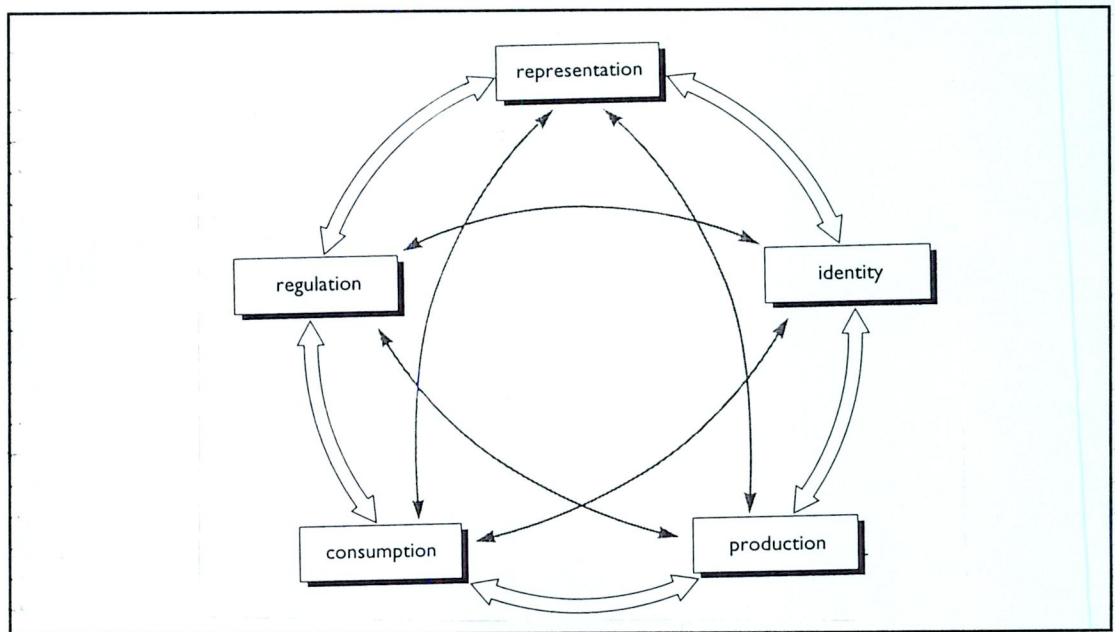 representation
regulation
identity
consumption
production